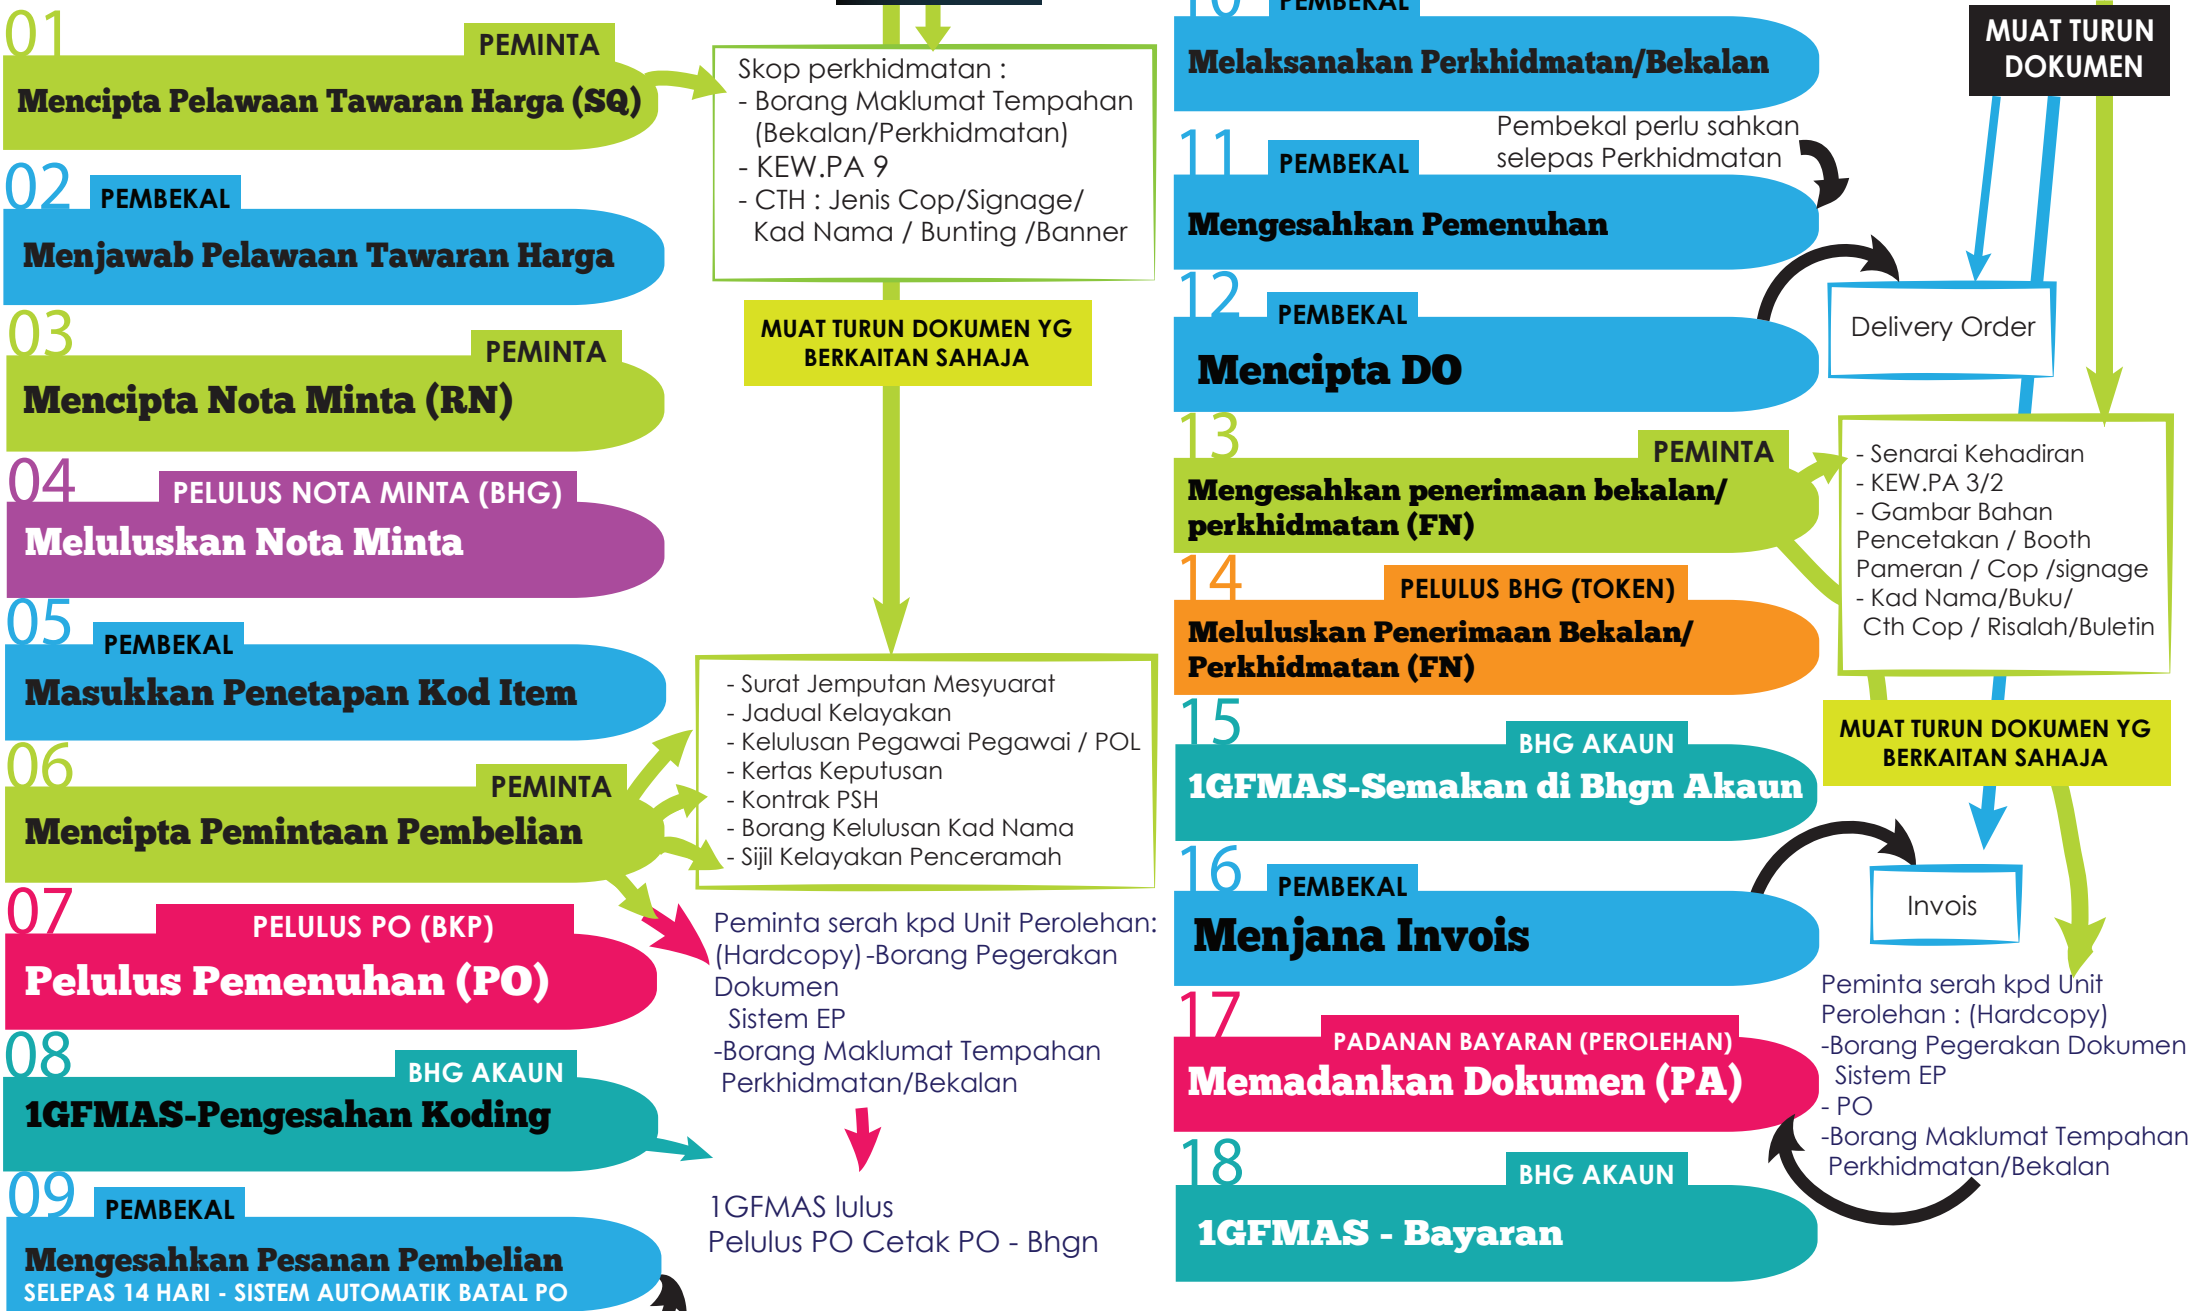 01
PEMINTA
Mencipta Pelawaan Tawaran Harga (SQ)
02
PEMBEKAL
Menjawab Pelawaan Tawaran Harga
03
PEMINTA
Mencipta Nota Minta (RN)
04
PELULUS NOTA MINTA (BHG)
Meluluskan Nota Minta
05
PEMBEKAL
Masukkan Penetapan Kod Item
06
PEMINTA
Mencipta Pemintaan Pembelian
07
PELULUS PO (BKP)
Pelulus Pemenuhan (PO)
08
BHG AKAUN
1GFMAS-Pengesahan Koding
09
PEMBEKAL
Mengesahkan Pesanan Pembelian
SELEPAS 14 HARI - SISTEM AUTOMATIK BATAL PO
Skop perkhidmatan :
- Borang Maklumat Tempahan
(Bekalan/Perkhidmatan)
- KEW.PA 9
- CTH : Jenis Cop/Signage/
Kad Nama / Bunting /Banner
MUAT TURUN DOKUMEN YG
BERKAITAN SAHAJA
- Surat Jemputan Mesyuarat
- Jadual Kelayakan
- Kelulusan Pegawai Pegawai / POL
- Kertas Keputusan
- Kontrak PSH
- Borang Kelulusan Kad Nama
- Sijil Kelayakan Penceramah
Peminta serah kpd Unit Perolehan:
(Hardcopy)-Borang Pegerakan
Dokumen
Sistem EP
-Borang Maklumat Tempahan
Perkhidmatan/Bekalan
1GFMAS lulus
Pelulus PO Cetak PO - Bhgn
10
PEMBEKAL
Melaksanakan Perkhidmatan/Bekalan
11
PEMBEKAL
Pembekal perlu sahkan
selepas Perkhidmatan
Mengesahkan Pemenuhan
12
PEMBEKAL
Mencipta DO
13
PEMINTA
Mengesahkan penerimaan bekalan/
perkhidmatan (FN)
14
PELULUS BHG (TOKEN)
Meluluskan Penerimaan Bekalan/
Perkhidmatan (FN)
15
BHG AKAUN
1GFMAS-Semakan di Bhgn Akaun
16
PEMBEKAL
Menjana Invois
17
PADANAN BAYARAN (PEROLEHAN)
Memadankan Dokumen (PA)
18
BHG AKAUN
1GFMAS - Bayaran
MUAT TURUN
DOKUMEN
Delivery Order
- Senarai Kehadiran
- KEW.PA 3/2
- Gambar Bahan
Pencetakan / Booth
Pameran / Cop /signage
- Kad Nama/Buku/
Cth Cop / Risalah/Buletin
MUAT TURUN DOKUMEN YG
BERKAITAN SAHAJA
Invois
Peminta serah kpd Unit
Perolehan : (Hardcopy)
-Borang Pegerakan Dokumen
Sistem EP
- PO
-Borang Maklumat Tempahan
Perkhidmatan/Bekalan